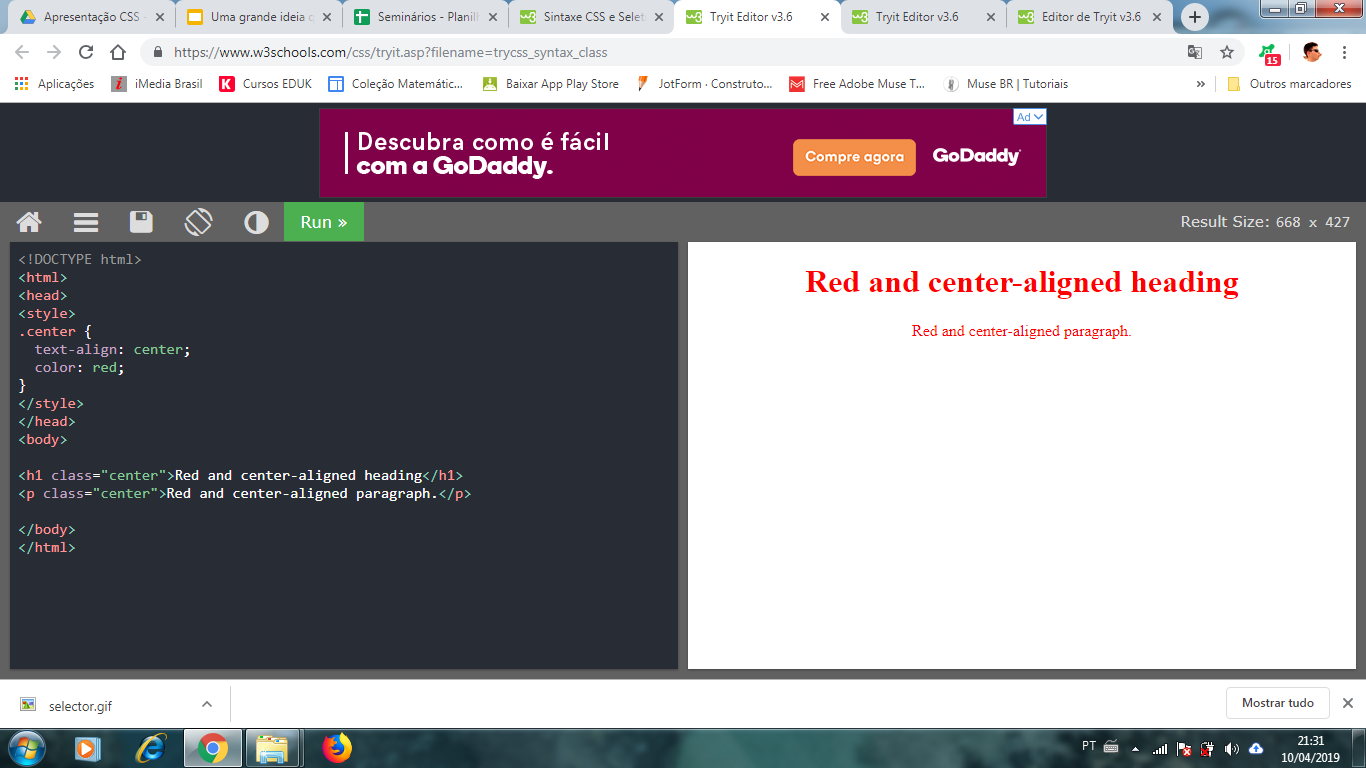 Apresentação CSS -
Uma grande ideia
Seminários - Planil
Sintaxe CSS e Selet
Tryit Editor v3.6
Tryit Editor v3.6
Editor de Tryit v3.6
https://www.w3schools.com/css/tryit.asp?filename=trycss_syntax_class
15
Aplicações
iMedia Brasil
Cursos EDUK
Coleção Matemátic...
Baixar App Play Store
JotForm · Construto...
Free Adobe Muse T...
Muse BR | Tutoriais
»
Outros marcadores
Descubra como é fácil
com a GoDaddy.
Compre agora
GoDaddy
Ad
Run »
Result Size: 668 x 427
<!DOCTYPE html>
<html>
<head>
<style>
.center {
  text-align: center;
  color: red;
}
</style>
</head>
<body>
<h1 class="center">Red and center-aligned heading</h1>
<p class="center">Red and center-aligned paragraph.</p>
</body>
</html>
Red and center-aligned heading
Red and center-aligned paragraph.
selector.gif
Mostrar tudo
PT
21:31
10/04/2019